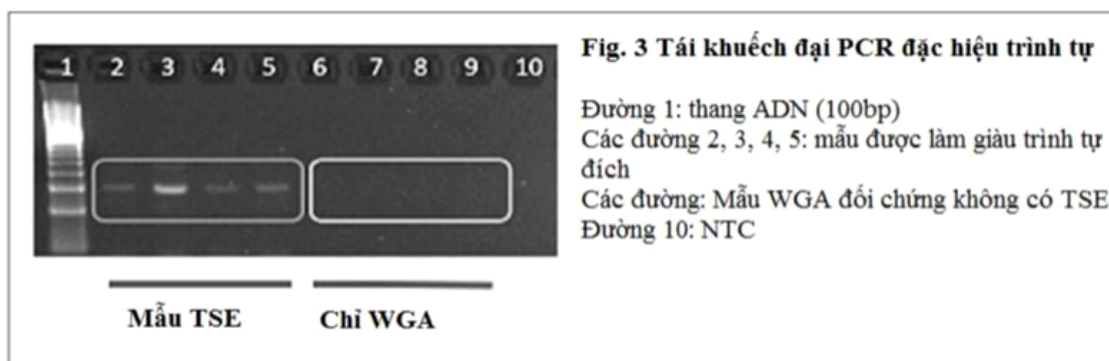 Fig. 3 Tái khuếch đại PCR đặc hiệu trình tự
Đường 1: thang ADN (100bp)
Các đường 2, 3, 4, 5: mẫu được làm giàu trình tự
đích
Các đường: Mẫu WGA đối chứng không có TSE
Đường 10: NTC
1 2 3 4 5 6 7 8 9 10
Mẫu TSE Chỉ WGA